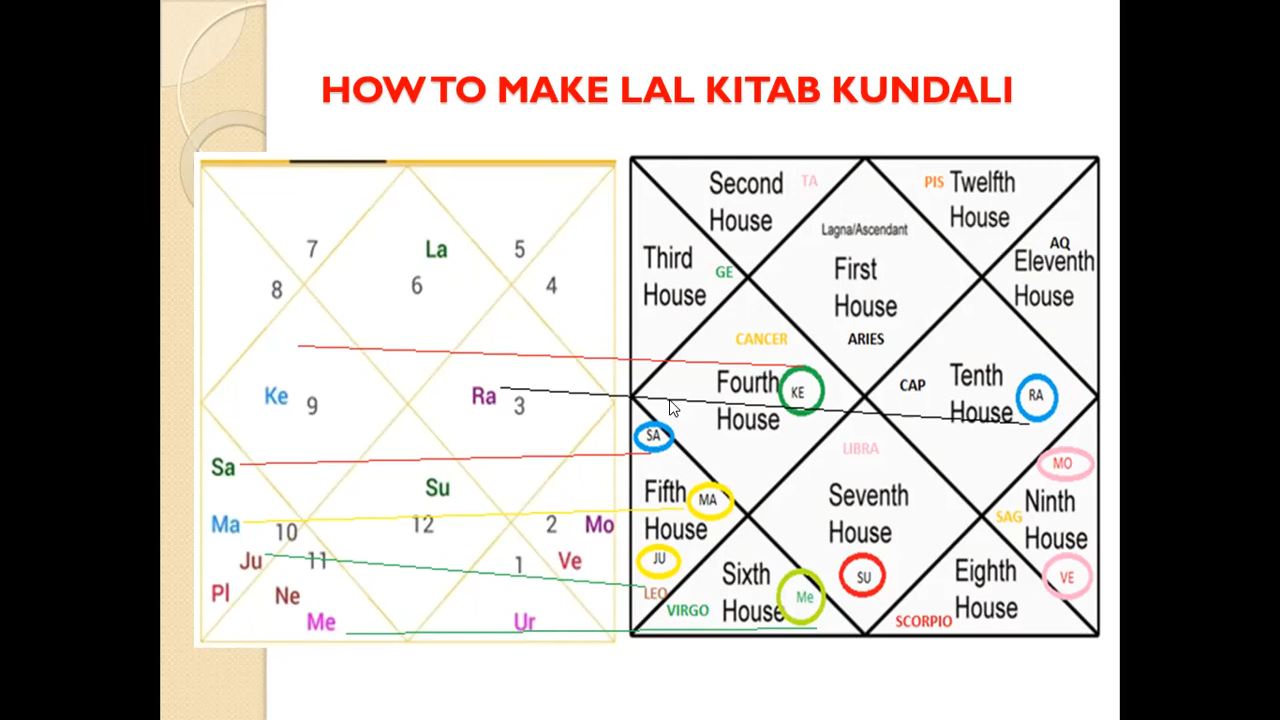 HOW TO MAKE LAL KITAB KUNDALI
7
La
5
8
6
4
Ke
9
Ra
3
Sa
Su
Ma
10
12
2
Mo
Ju
11
1
Ve
Pl
Ne
Me
Ur
Second
House
TA
PIS
Twelfth
House
Lagna/Ascendant
First
House
ARIES
Third
House
GE
AQ
Eleventh
House
CANCER
Fourth
House
KE
CAP
Tenth
House
RA
SA
Fifth
House
MA
JU
LEO
LIBRA
Seventh
House
SU
MO
SAG
Ninth
House
VE
Sixth
House
Me
VIRGO
Eighth
House
SCORPIO